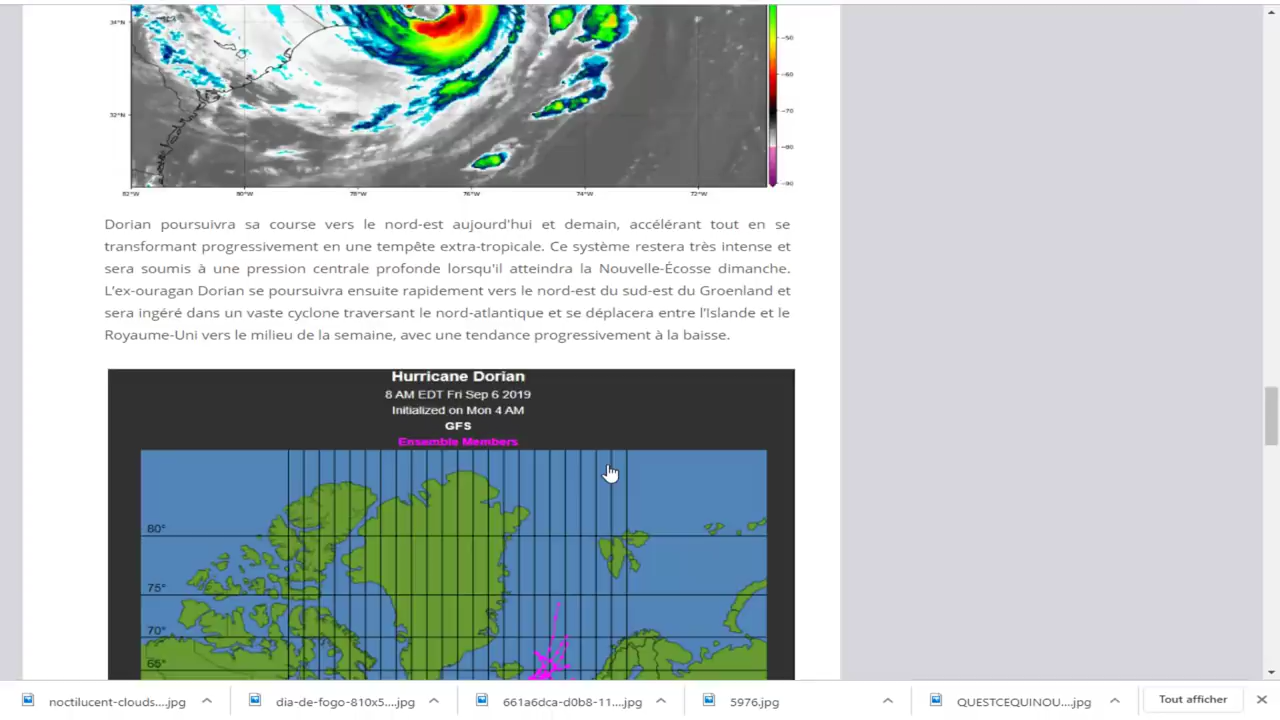 34°N
-50
-60
-70
32°N
-80
-90
82°W 80°W 78°W 76°W 74°W 72°W
Dorian poursuivra sa course vers le nord-est aujourd'hui et demain, accélérant tout en se
transformant progressivement en une tempête extra-tropicale. Ce système restera très intense et
sera soumis à une pression centrale profonde lorsqu'il atteindra la Nouvelle-Écosse dimanche.
L'ex-ouragan Dorian se poursuivra ensuite rapidement vers le nord-est du sud-est du Groenland et
sera ingéré dans un vaste cyclone traversant le nord-atlantique et se déplacera entre l'Islande et le
Royaume-Uni vers le milieu de la semaine, avec une tendance progressivement à la baisse.
Hurricane Dorian
8 AM EDT Fri Sep 6 2019
Initialized on Mon 4 AM
GFS
Ensamble Members
80°
75°
70°
65°
noctilucent-clouds....jpg dia-de-fogo-810x5....jpg 661a6dca-d0b8-11....jpg 5976.jpg QUESTCEQUINOU....jpg Tout afficher